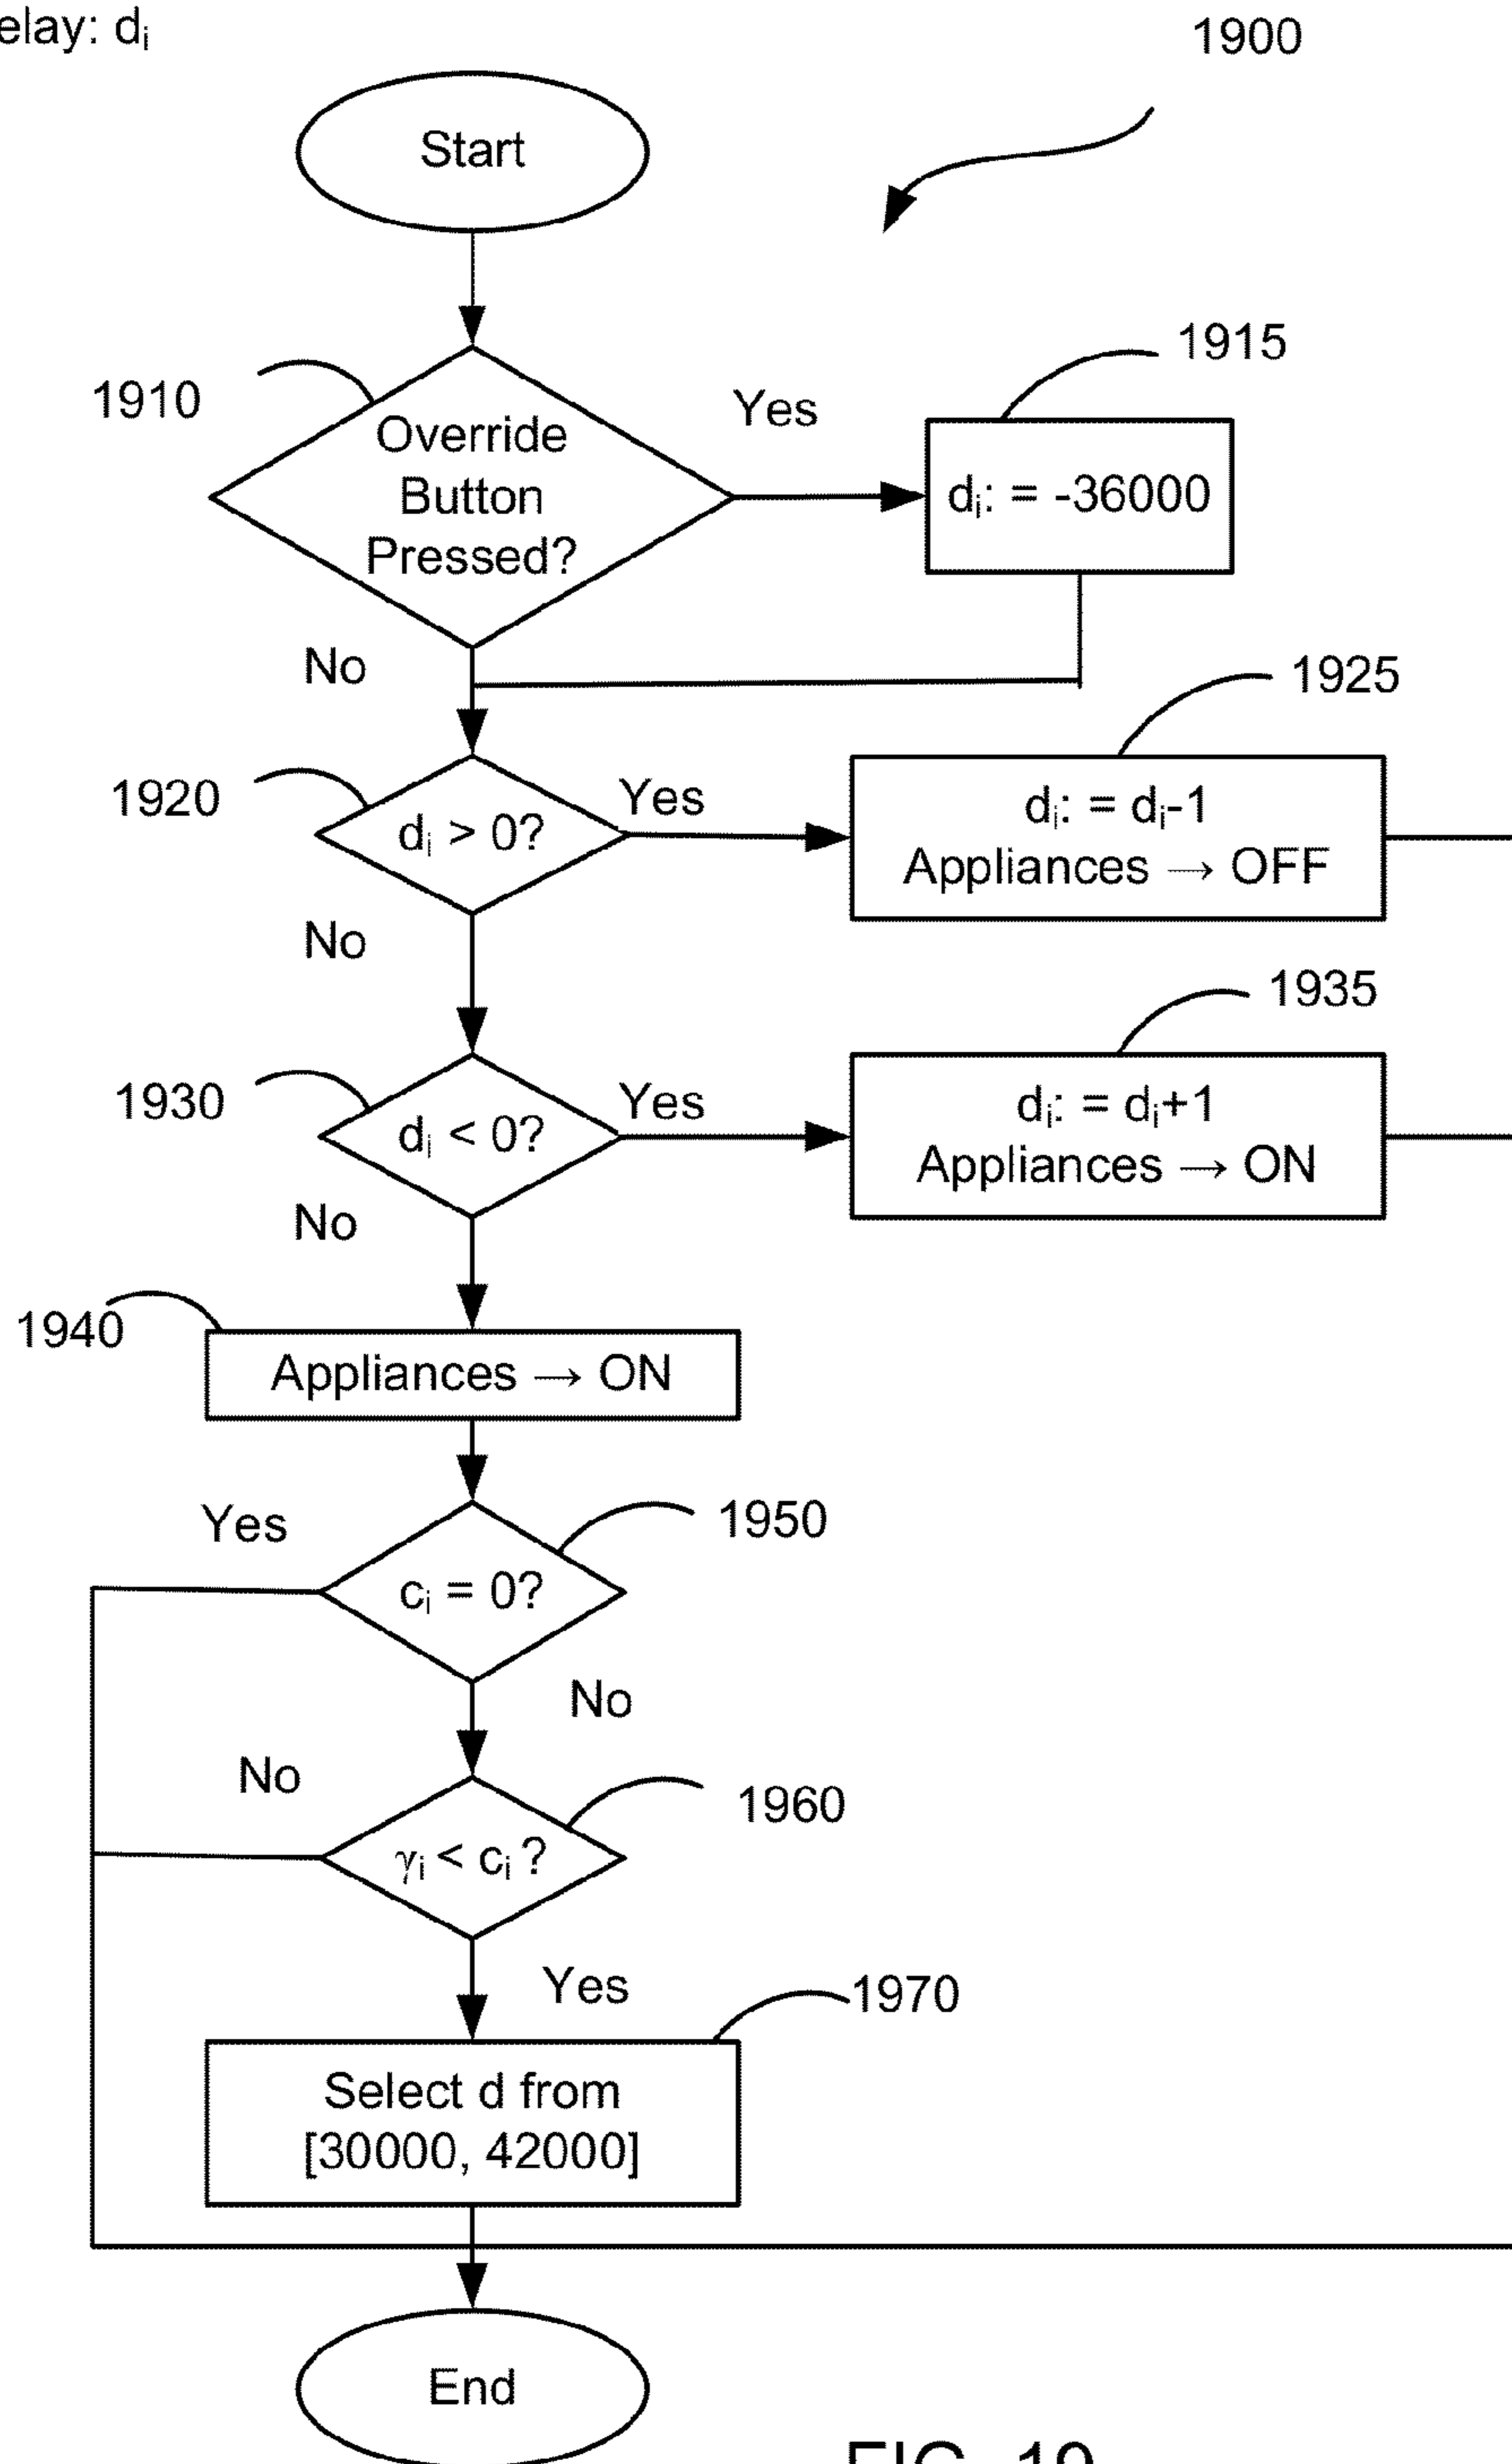 elay: dᵢ
1900
Start
1915
1910
Yes
Override
Button
Pressed?
dᵢ: = -36000
No
1925
1920
Yes
dᵢ > 0?
dᵢ: = dᵢ-1
Appliances → OFF
No
1935
1930
Yes
dᵢ < 0?
dᵢ: = dᵢ+1
Appliances → ON
No
1940
Appliances → ON
Yes
1950
cᵢ = 0?
No
No
1960
γᵢ < cᵢ ?
Yes
1970
Select d from
[30000, 42000]
End
FIG. 19